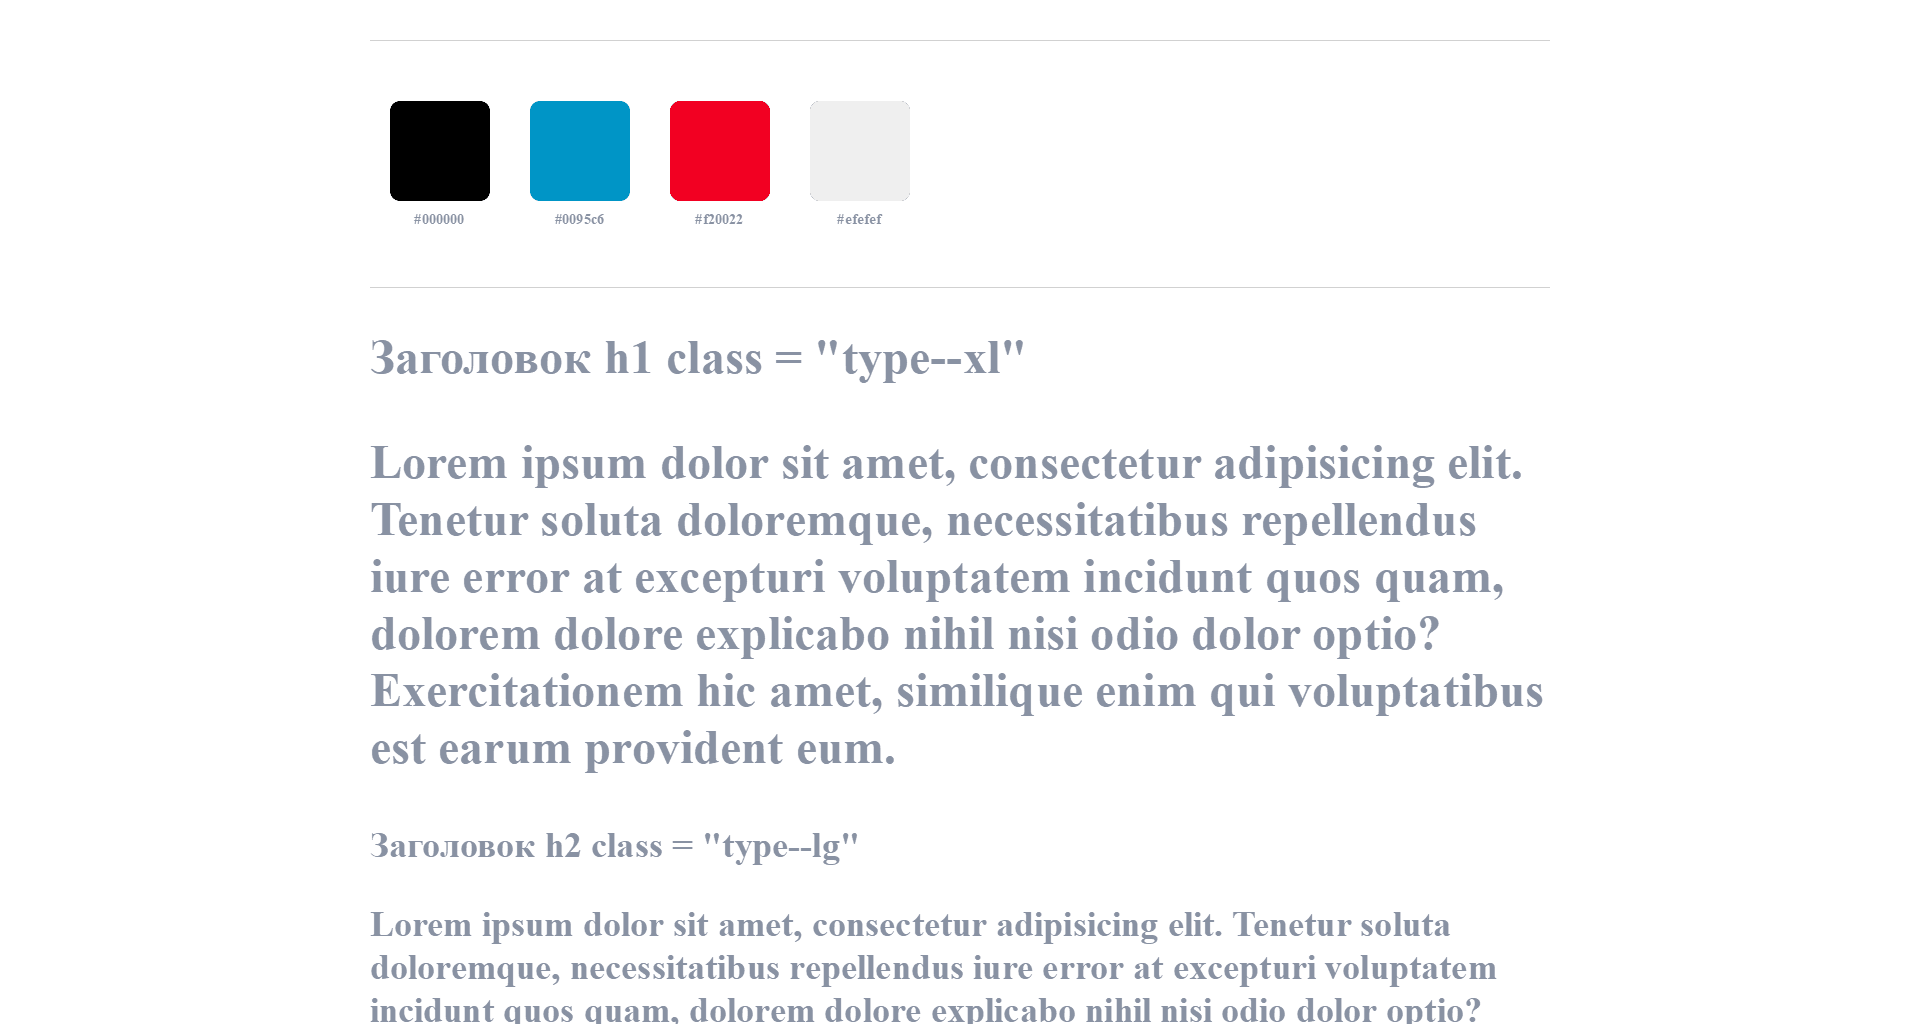 #000000 #0095c6 #f20022 #efefef
Заголовок h1 class = "type--xl"
Lorem ipsum dolor sit amet, consectetur adipisicing elit.
Tenetur soluta doloremque, necessitatibus repellendus
iure error at excepturi voluptatem incidunt quos quam,
dolorem dolore explicabo nihil nisi odio dolor optio?
Exercitationem hic amet, similique enim qui voluptatibus
est earum provident eum.
Заголовок h2 class = "type--lg"
Lorem ipsum dolor sit amet, consectetur adipisicing elit. Tenetur soluta
doloremque, necessitatibus repellendus iure error at excepturi voluptatem
incidunt quos quam, dolorem dolore explicabo nihil nisi odio dolor optio?